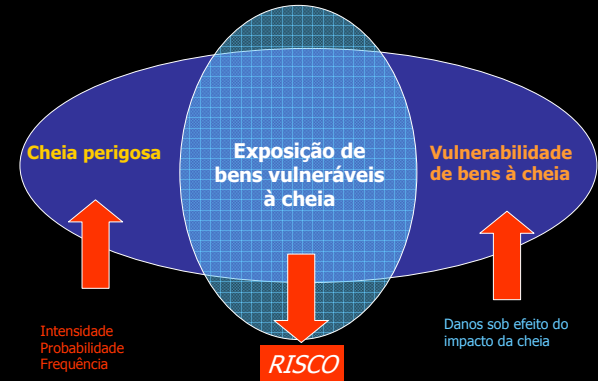 Cheia perigosa
Exposição de
bens vulneráveis
à cheia
Vulnerabilidade
de bens à cheia
Intensidade
Probabilidade
Frequência
RISCO
Danos sob efeito do
impacto da cheia